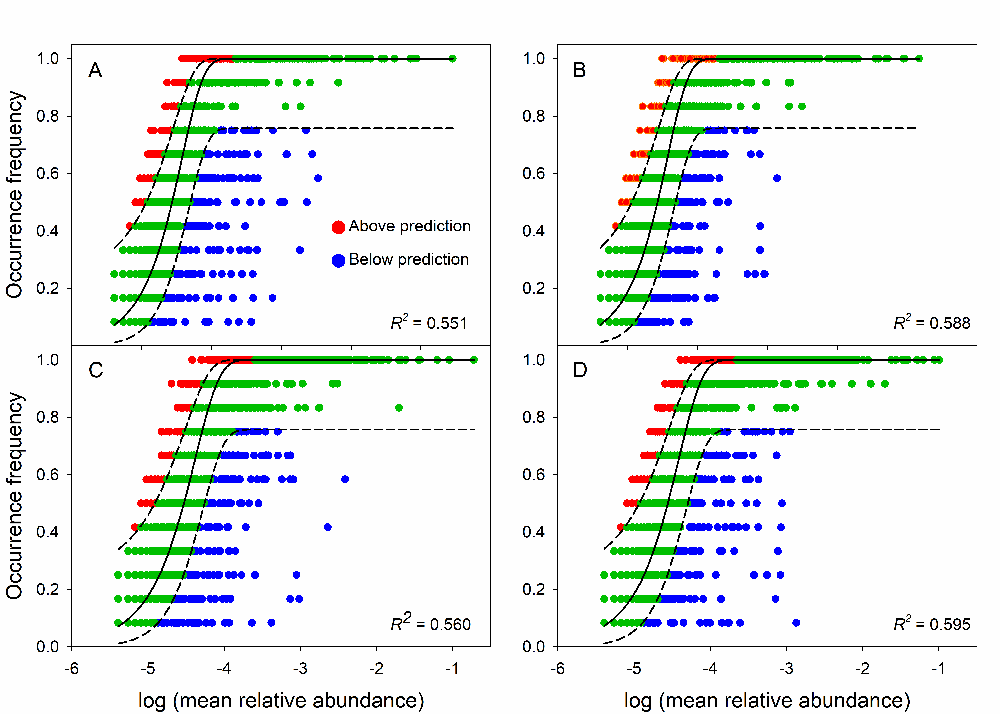 A
1.0
0.8
0.6
0.4
0.2
Occurrence frequency
Above prediction
Below prediction
R² = 0.551
B
1.0
0.8
0.6
0.4
0.2
R² = 0.588
C
1.0
0.8
0.6
0.4
0.2
0.0
Occurrence frequency
R² = 0.560
-6 -5 -4 -3 -2 -1
log (mean relative abundance)
D
1.0
0.8
0.6
0.4
0.2
0.0
R² = 0.595
-6 -5 -4 -3 -2 -1
log (mean relative abundance)